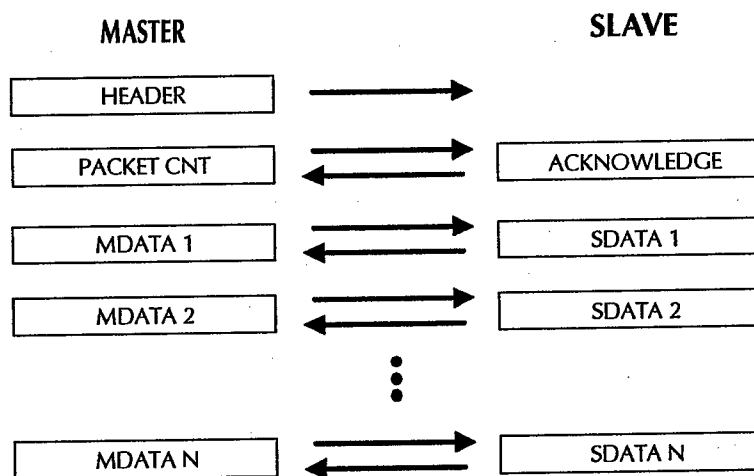 MASTER SLAVE
HEADER
PACKET CNT ACKNOWLEDGE
MDATA 1 SDATA 1
MDATA 2 SDATA 2
MDATA N SDATA N